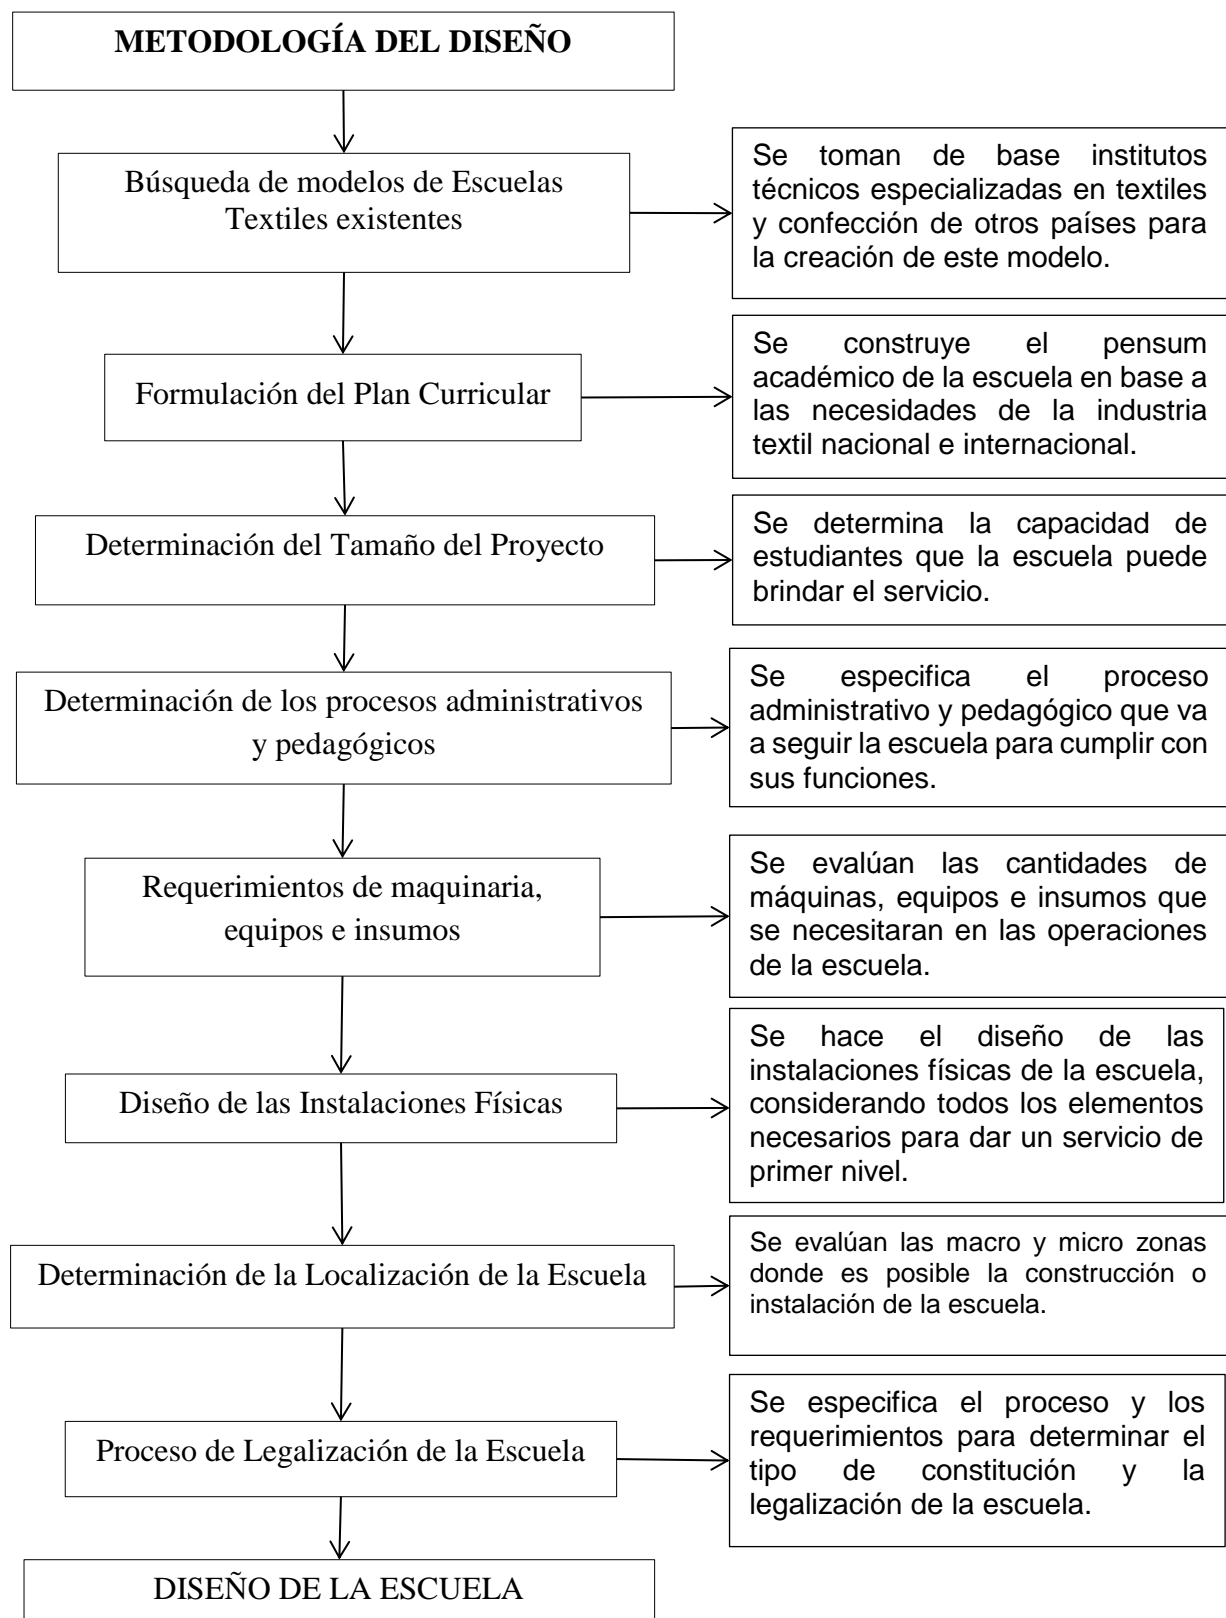 METODOLOGÍA DEL DISEÑO
Búsqueda de modelos de Escuelas
Textiles existentes
Se toman de base institutos
técnicos especializadas en textiles
y confección de otros países para
la creación de este modelo.
Formulación del Plan Curricular
Se construye el pensum
académico de la escuela en base a
las necesidades de la industria
textil nacional e internacional.
Determinación del Tamaño del Proyecto
Se determina la capacidad de
estudiantes que la escuela puede
brindar el servicio.
Determinación de los procesos administrativos
y pedagógicos
Se especifica el proceso
administrativo y pedagógico que va
a seguir la escuela para cumplir con
sus funciones.
Requerimientos de maquinaria,
equipos e insumos
Se evalúan las cantidades de
máquinas, equipos e insumos que
se necesitaran en las operaciones
de la escuela.
Diseño de las Instalaciones Físicas
Se hace el diseño de las
instalaciones físicas de la escuela,
considerando todos los elementos
necesarios para dar un servicio de
primer nivel.
Determinación de la Localización de la Escuela
Se evalúan las macro y micro zonas
donde es posible la construcción o
instalación de la escuela.
Proceso de Legalización de la Escuela
Se especifica el proceso y los
requerimientos para determinar el
tipo de constitución y la
legalización de la escuela.
DISEÑO DE LA ESCUELA